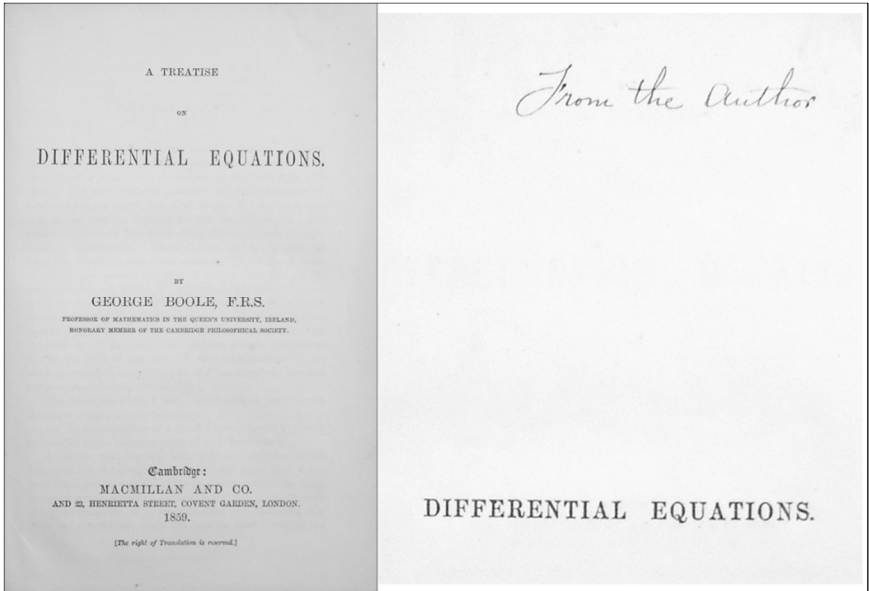 A TREATISE
ON
DIFFERENTIAL EQUATIONS.
BY
GEORGE BOOLE, F.R.S.
PROFESSOR OF MATHEMATICS IN THE QUEEN'S UNIVERSITY, IRELAND,
HONORARY MEMBER OF THE CAMBRIDGE PHILOSOPHICAL SOCIETY.
Cambridge:
MACMILLAN AND CO.
AND 23, HENRIETTA STREET, COVENT GARDEN, LONDON.
1859.
[The right of Translation is reserved.]
From the Author
DIFFERENTIAL EQUATIONS.